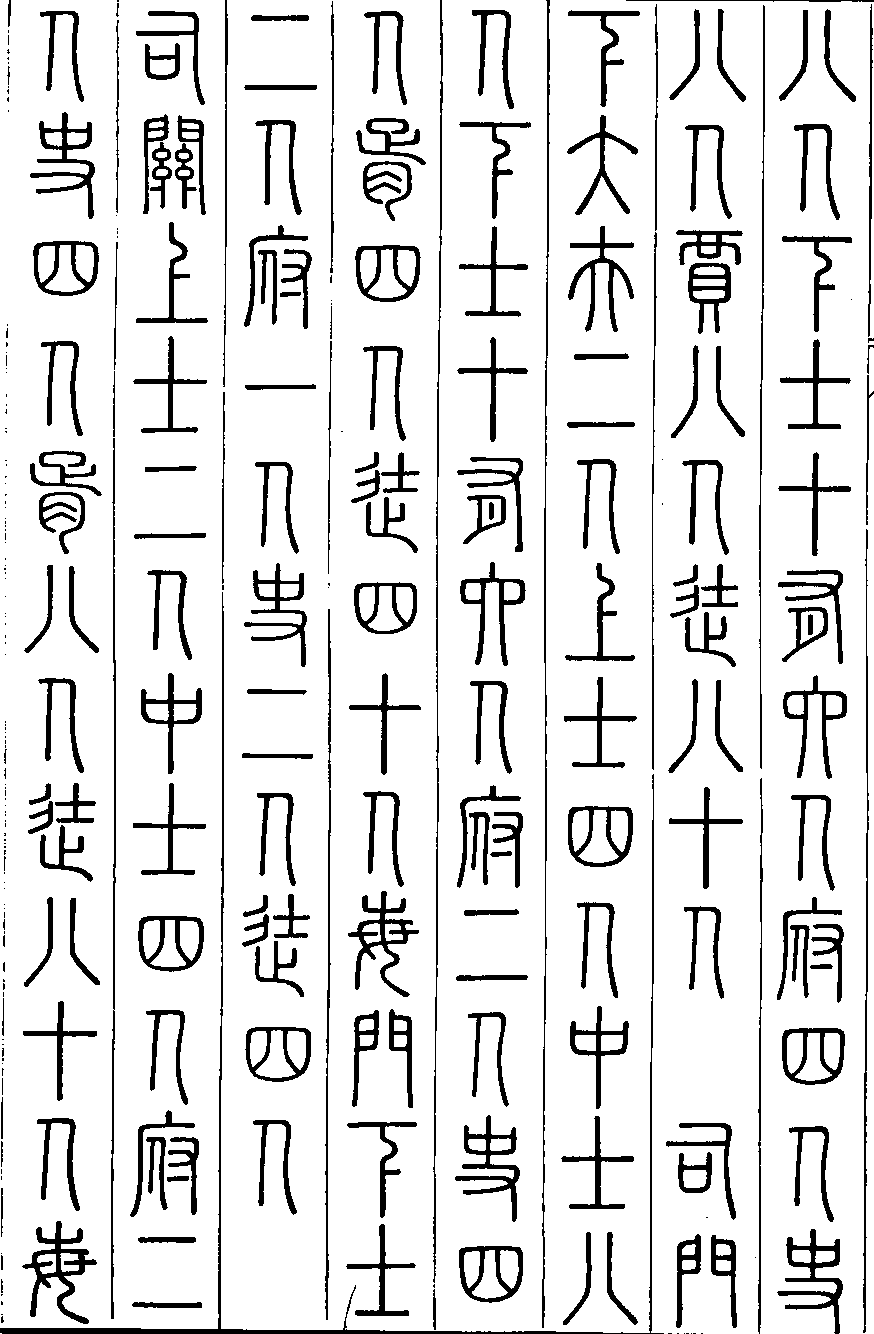 八人下士十有六人府四人史
八人賈八人徒八十人　司門
下大夫二人上士四人中士八
人下士十有六人府二人史四
人胥四人徒四十人每門下士
二人府一人史二人徒四人
司關上士二人中士四人府二
人史四人胥八人徒八十人每